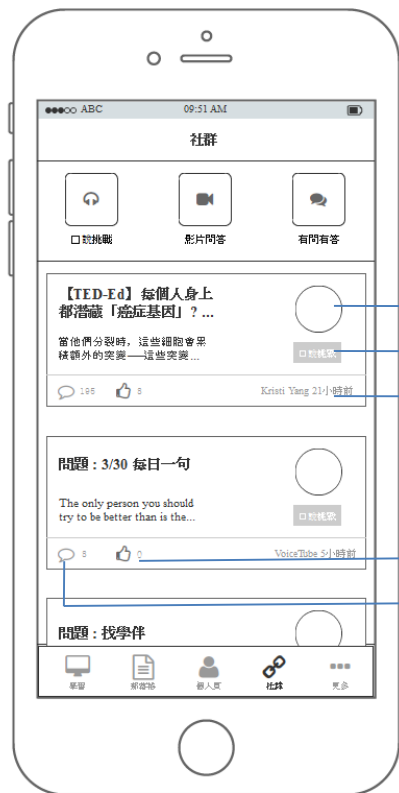 ABC 09:51 AM
社群
口說挑戰 影片問答 有問有答
【TED-Ed】每個人身上
都潛藏「癌症基因」? ...
當他們分裂時，這些細胞會累
積額外的突變──這些突變...
口說挑戰
195 8 Kristi Yang 21小時前
問題 : 3/30 每日一句
The only person you should
try to be better than is the...
口說挑戰
8 0 VoiceTube 5小時前
問題 : 找學伴
學習 部落格 個人頁 社群 更多